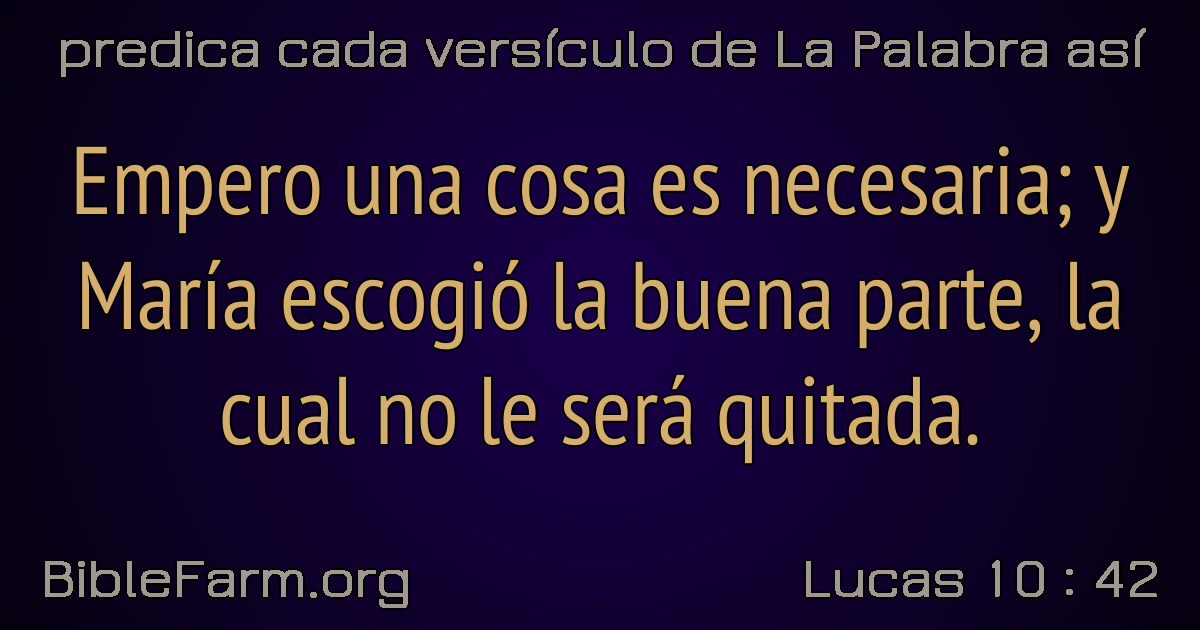 predica cada versículo de La Palabra así
Empero una cosa es necesaria; y
María escogió la buena parte, la
cual no le será quitada.
BibleFarm.org
Lucas 10 : 42